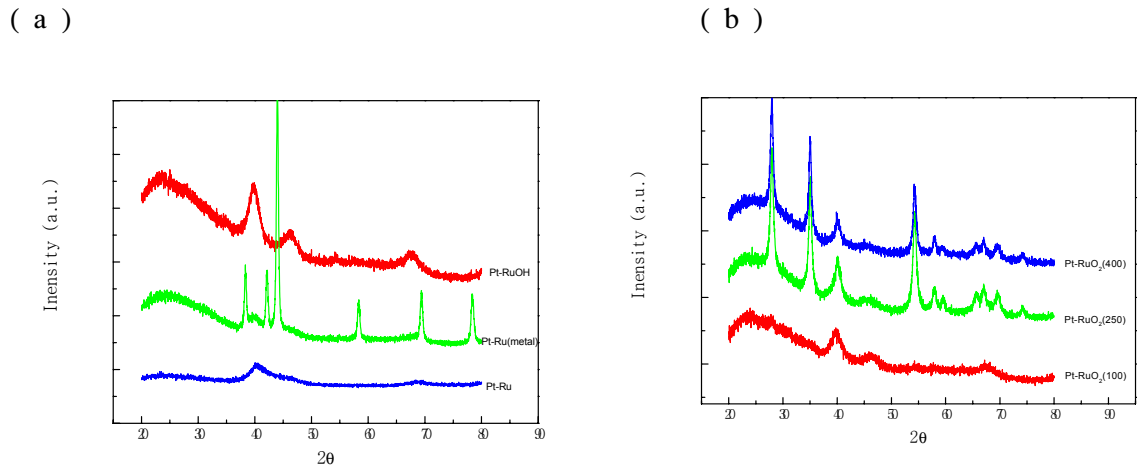 ( a )
( b )
Inensity (a.u.)
Pt-RuOH
Pt-Ru(metal)
Pt-Ru
20 30 40 50 60 70 80 90
2θ
Inensity (a.u.)
Pt-RuO2(400)
Pt-RuO2(250)
Pt-RuO2(100)
20 30 40 50 60 70 80 90
2θ